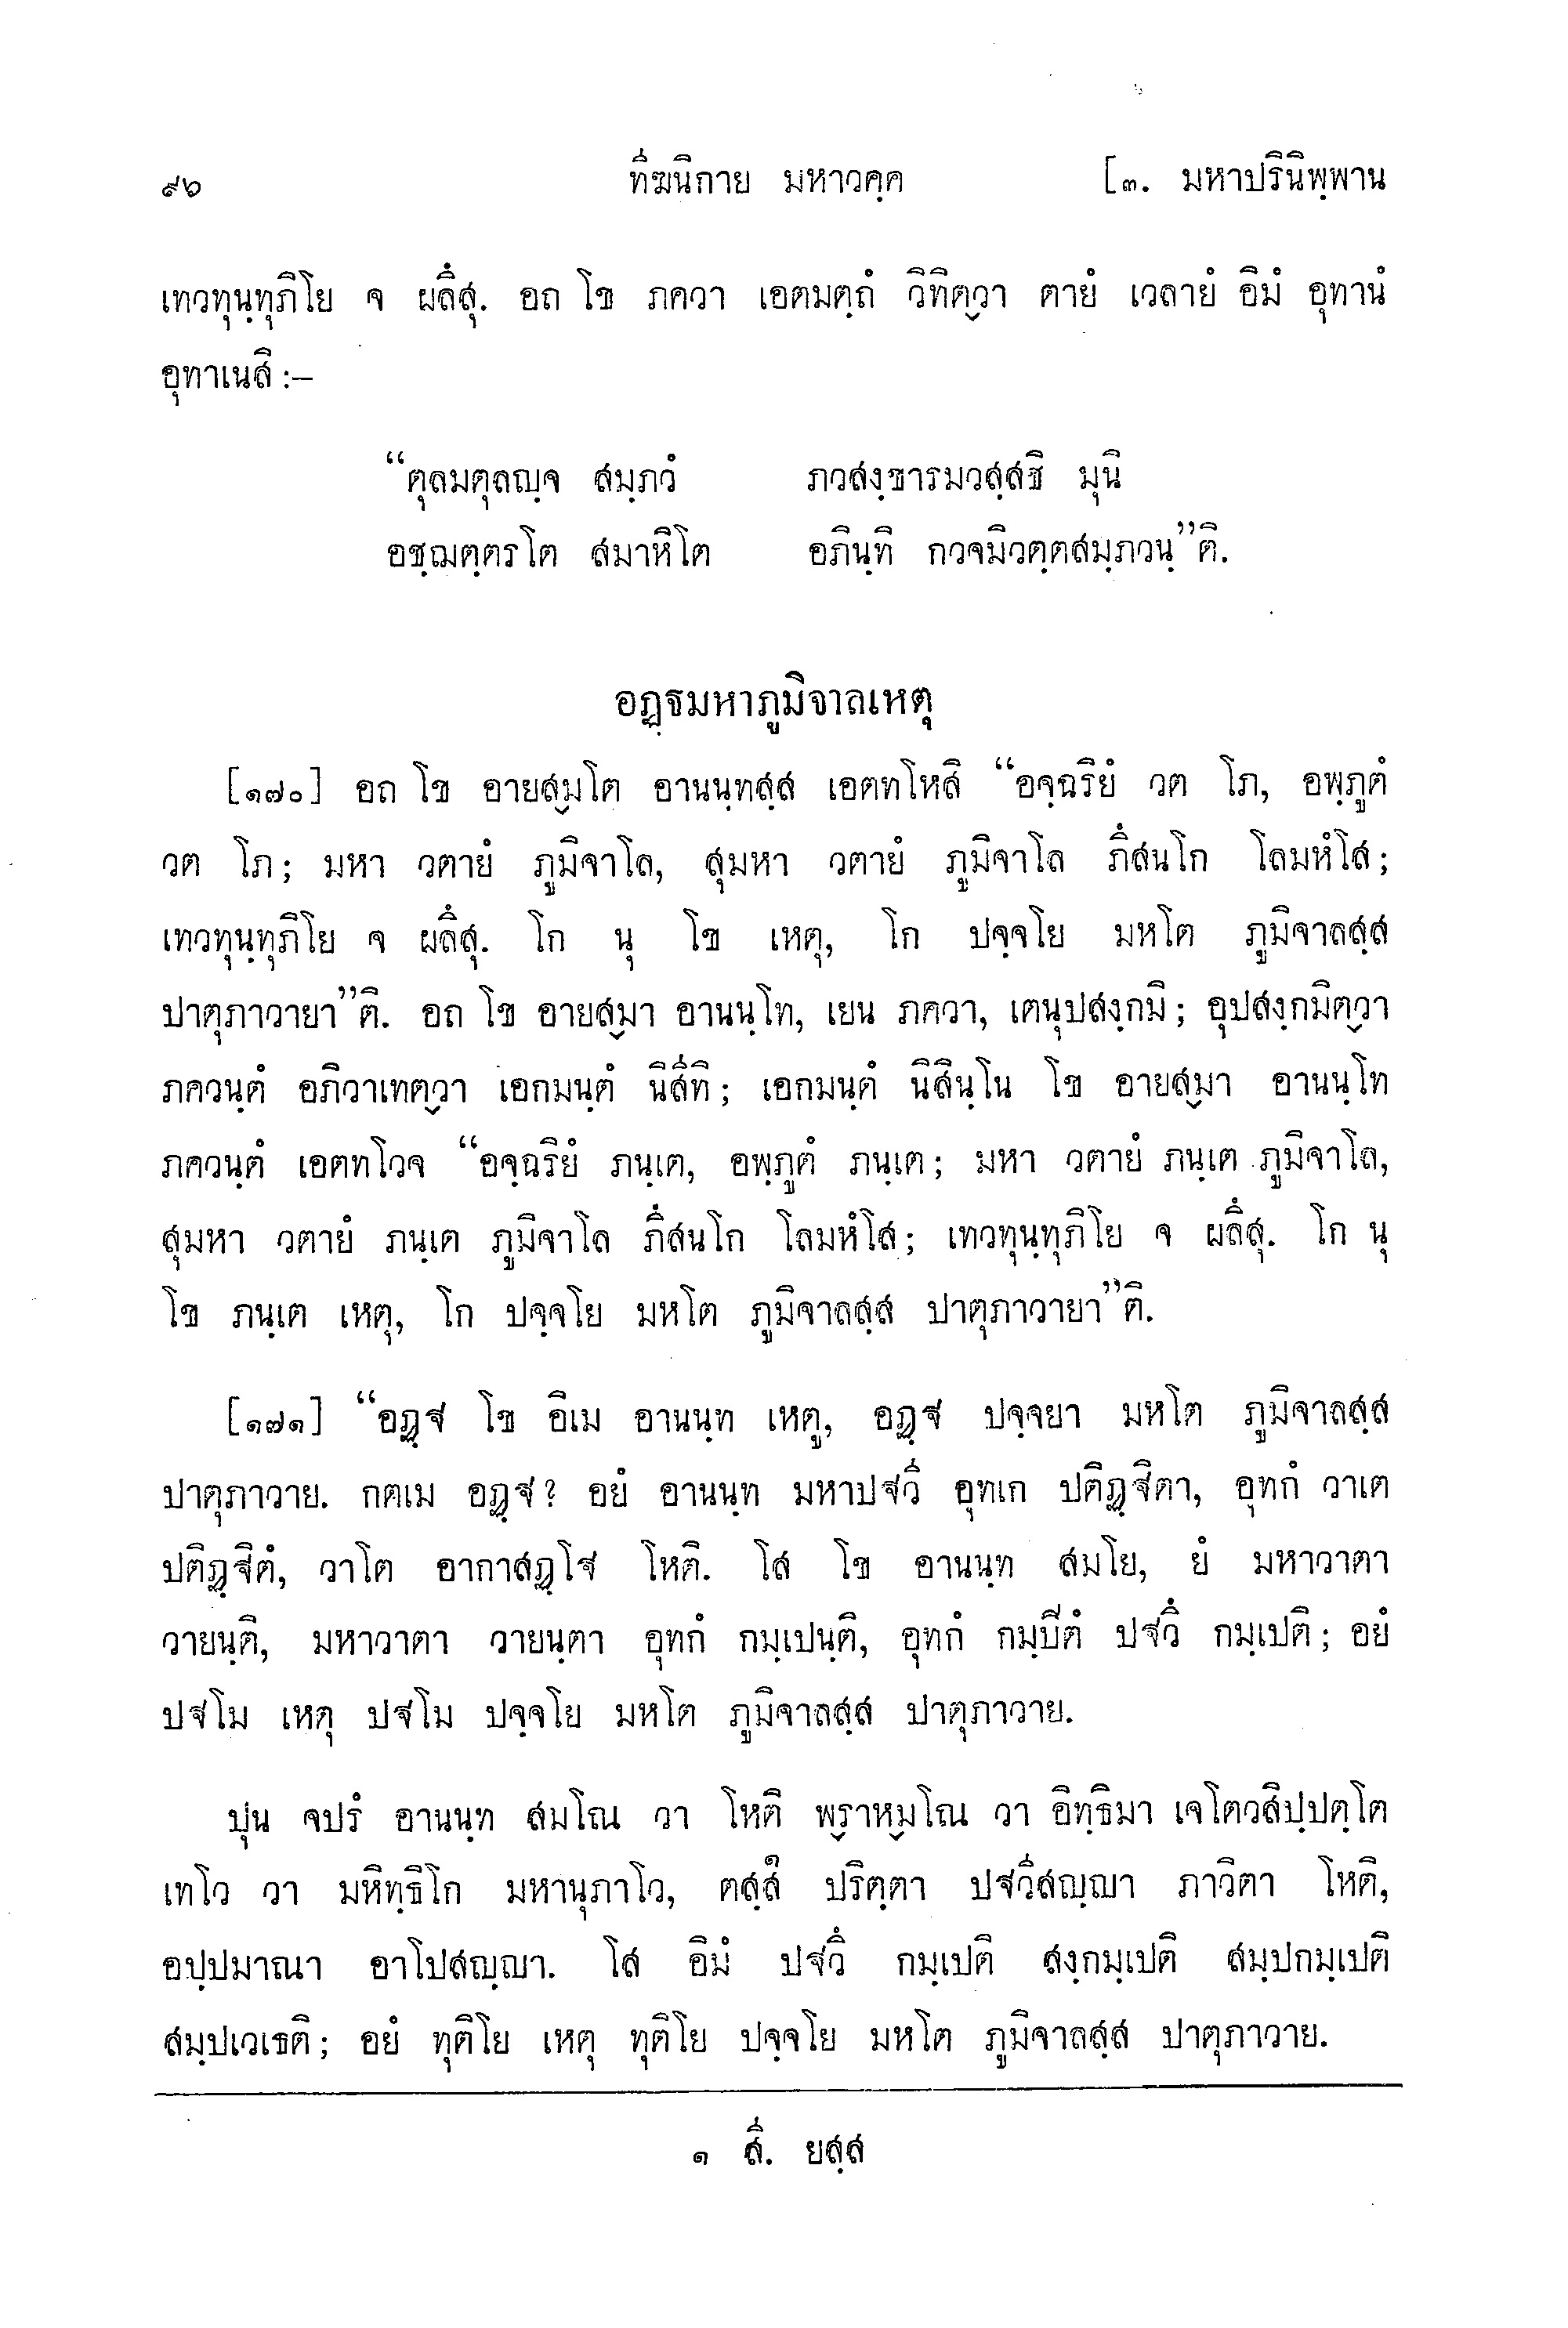 ๙๖ ทีฆนิกาย มหาวคฺค [๓. มหาปรินิพฺพาน
เทวทุนฺทุภิโย จ ผลึสุ. อถ โข ภควา เอตมตฺถํ วิทิตฺวา ตายํ เวลายํ อิมํ อุทานํ
อุทาเนสิ :–
“ตุลมตุลญฺจ สมฺภวํ ภวสงฺขารมวสฺสชิ มุนิ
อชฺฌตฺตรโต สมาหิโต อภินฺทิ กวจมิวตฺตสมฺภวนฺ”ติ.
อฏฺฐมหาภูมิจาลเหตุ
[๑๗๐] อถ โข อายสฺมโต อานนฺทสฺส เอตทโหสิ “อจฺฉริยํ วต โภ, อพฺภูตํ
วต โภ; มหา วตายํ ภูมิจาโล, สุมหา วตายํ ภูมิจาโล ภึสนโก โลมหํโส;
เทวทุนฺทุภิโย จ ผลึสุ. โก นุ โข เหตุ, โก ปจฺจโย มหโต ภูมิจาลสฺส
ปาตุภาวายา”ติ. อถ โข อายสฺมา อานนฺโท, เยน ภควา, เตนุปสงฺกมิ; อุปสงฺกมิตฺวา
ภควนฺตํ อภิวาเทตฺวา เอกมนฺตํ นิสีทิ; เอกมนฺตํ นิสินฺโน โข อายสฺมา อานนฺโท
ภควนฺตํ เอตทโวจ “อจฺฉริยํ ภนฺเต, อพฺภูตํ ภนฺเต; มหา วตายํ ภนฺเต ภูมิจาโล,
สุมหา วตายํ ภนฺเต ภูมิจาโล ภึสนโก โลมหํโส; เทวทุนฺทุภิโย จ ผลึสุ. โก นุ
โข ภนฺเต เหตุ, โก ปจฺจโย มหโต ภูมิจาลสฺส ปาตุภาวายา”ติ.
[๑๗๑] “อฏฺฐ โข อิเม อานนฺท เหตู, อฏฺฐ ปจฺจยา มหโต ภูมิจาลสฺส
ปาตุภาวาย. กตเม อฏฺฐ? อยํ อานนฺท มหาปฐวี อุทเก ปติฏฺฐิตา, อุทกํ วาเต
ปติฏฺฐิตํ, วาโต อากาสฏฺโฐ โหติ. โส โข อานนฺท สมโย, ยํ มหาวาตา
วายนฺติ, มหาวาตา วายนฺตา อุทกํ กมฺเปนฺติ, อุทกํ กมฺปีตํ ปฐวึ กมฺเปติ; อยํ
ปฐโม เหตุ ปฐโม ปจฺจโย มหโต ภูมิจาลสฺส ปาตุภาวาย.
ปุน จปรํ อานนฺท สมโณ วา โหติ พฺราหฺมโณ วา อิทฺธิมา เจโตวสิปฺปตฺโต
เทโว วา มหิทฺธิโก มหานุภาโว, ตสฺส๑ ปริตฺตา ปฐวีสญฺญา ภาวิตา โหติ,
อปฺปมาณา อาโปสญฺญา. โส อิมํ ปฐวึ กมฺเปติ สงฺกมฺเปติ สมฺปกมฺเปติ
สมฺปเวเธติ; อยํ ทุติโย เหตุ ทุติโย ปจฺจโย มหโต ภูมิจาลสฺส ปาตุภาวาย.
๑ สี. ยสฺส